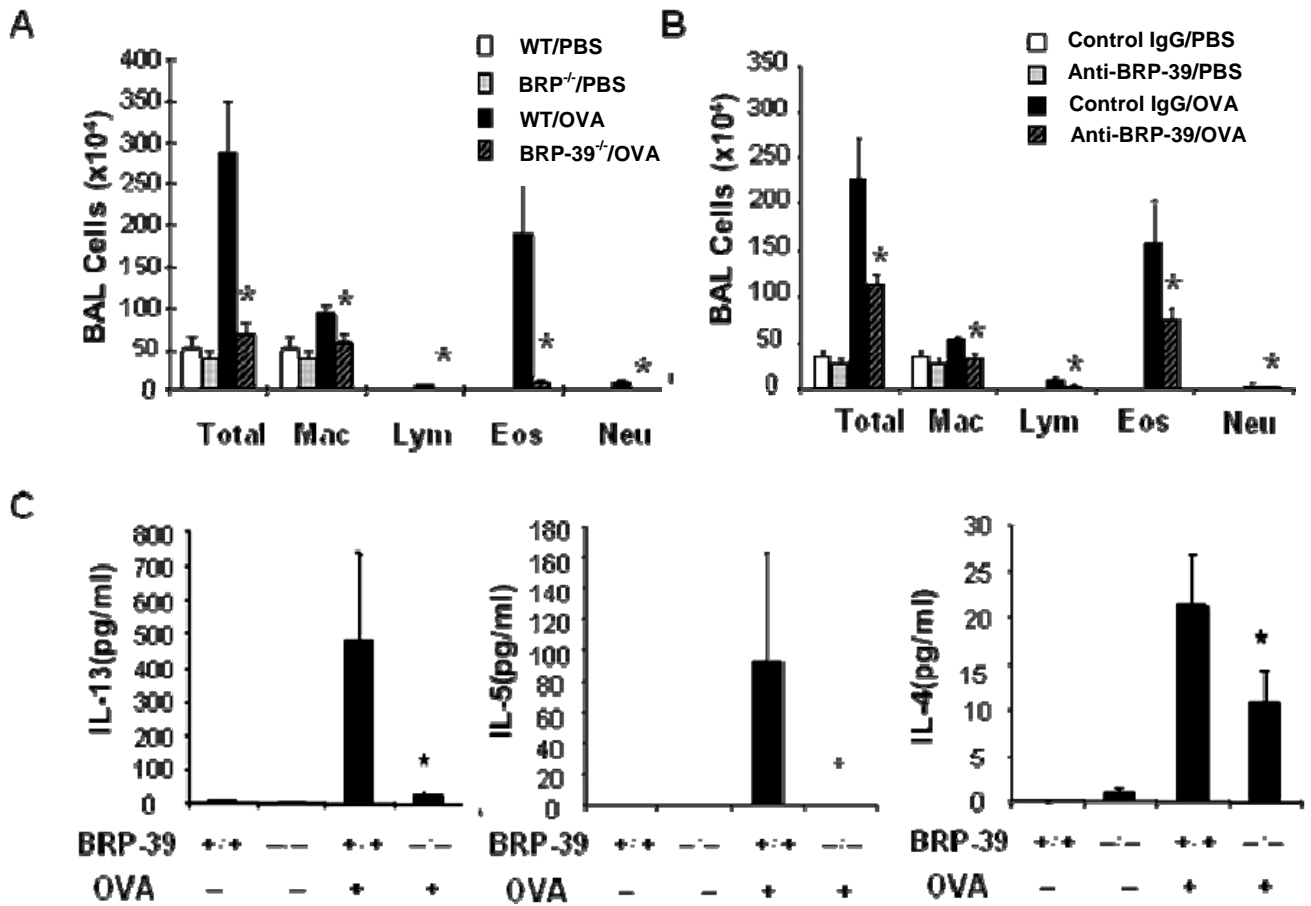 A
BAL Cells (x10⁴)
400
350
300
250
200
150
100
50
0
WT/PBS
BRP⁻/⁻/PBS
WT/OVA
BRP-39⁻/⁻/OVA
*
*
*
*
*
Total Mac Lym Eos Neu
B
BAL Cells (x10⁴)
350
300
250
200
150
100
50
0
Control IgG/PBS
Anti-BRP-39/PBS
Control IgG/OVA
Anti-BRP-39/OVA
*
*
*
*
*
Total Mac Lym Eos Neu
C
IL-13(pg/ml)
800
700
600
500
400
300
200
100
0
*
BRP-39 +/+ -/- +/+ -/-
OVA - - + +
IL-5(pg/ml)
180
160
140
120
100
80
60
40
20
0
*
BRP-39 +/+ -/- +/+ -/-
OVA - - + +
IL-4(pg/ml)
30
25
20
15
10
5
0
*
BRP-39 +/+ -/- +/+ -/-
OVA - - + +